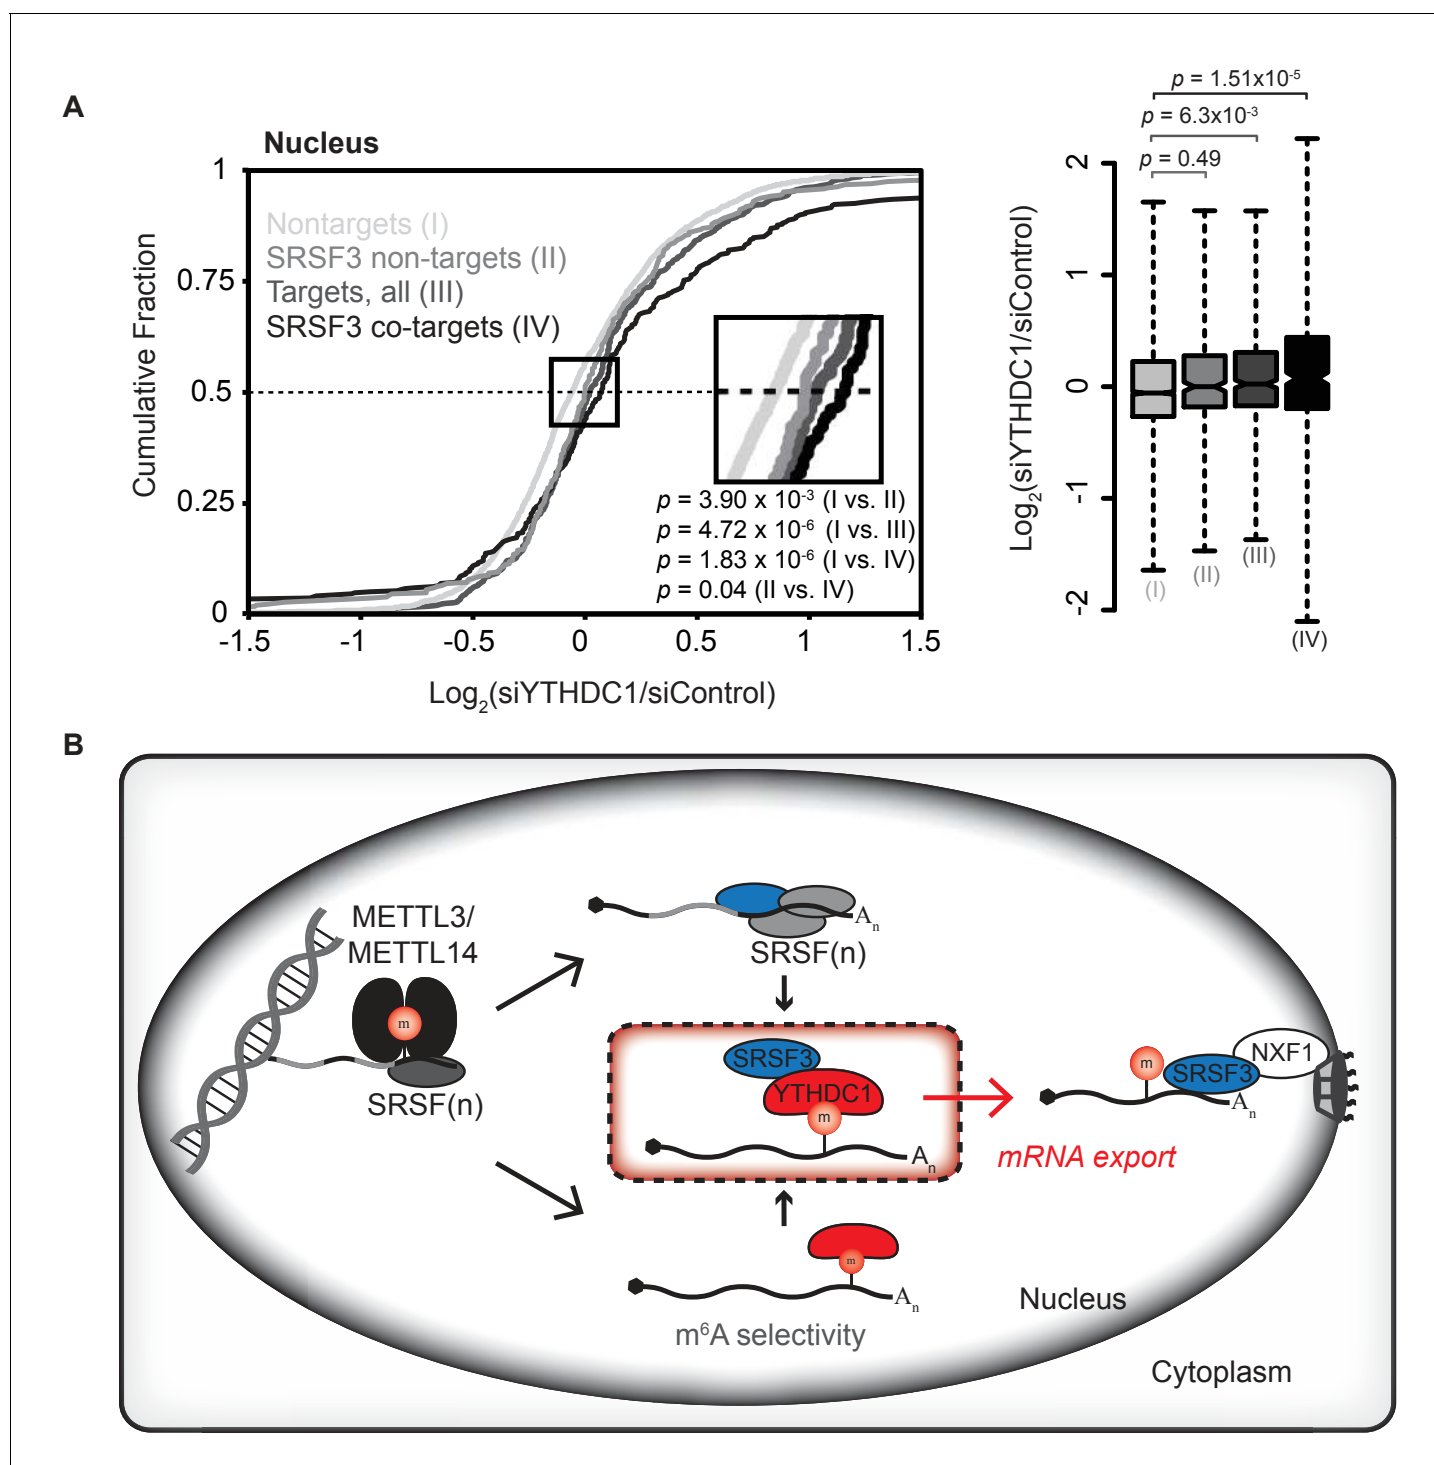 A
Nucleus
Nontargets (I)
SRSF3 non-targets (II)
Targets, all (III)
SRSF3 co-targets (IV)
Cumulative Fraction
1
0.75
0.5
0.25
0
-1.5
-1
-0.5
0
0.5
1
1.5
Log₂(siYTHDC1/siControl)
p = 3.90 x 10⁻³ (I vs. II)
p = 4.72 x 10⁻⁶ (I vs. III)
p = 1.83 x 10⁻⁶ (I vs. IV)
p = 0.04 (II vs. IV)
p = 1.51x10⁻⁵
p = 6.3x10⁻³
p = 0.49
Log₂(siYTHDC1/siControl)
2
1
0
-1
-2
(I)
(II)
(III)
(IV)
B
METTL3/
METTL14
m
SRSF(n)
Aₙ
SRSF(n)
SRSF3
YTHDC1
m
Aₙ
mRNA export
m
SRSF3
NXF1
Aₙ
m
Aₙ
m⁶A selectivity
Nucleus
Cytoplasm